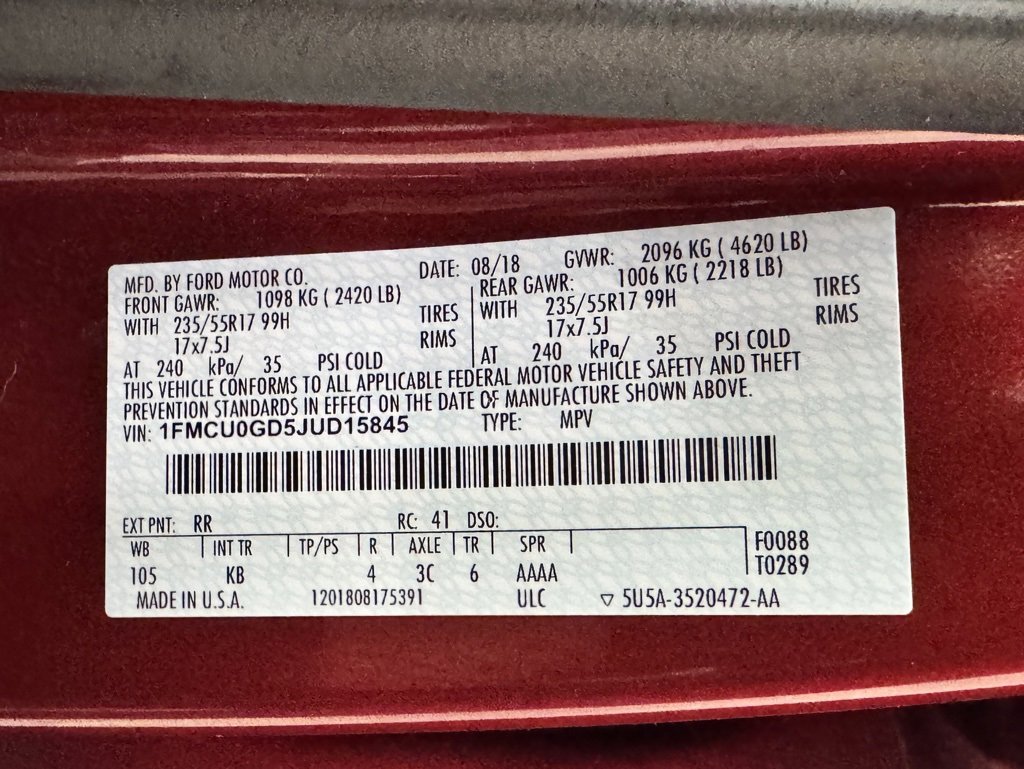 MFD. BY FORD MOTOR CO. DATE: 08/18 GVWR: 2096 KG ( 4620 LB)
FRONT GAWR: 1098 KG ( 2420 LB) REAR GAWR: 1006 KG ( 2218 LB)
WITH 235/55R17 99H TIRES WITH 235/55R17 99H TIRES
17x7.5J RIMS 17x7.5J RIMS
AT 240 kPa/ 35 PSI COLD AT 240 kPa/ 35 PSI COLD
THIS VEHICLE CONFORMS TO ALL APPLICABLE FEDERAL MOTOR VEHICLE SAFETY AND THEFT
PREVENTION STANDARDS IN EFFECT ON THE DATE OF MANUFACTURE SHOWN ABOVE.
VIN: 1FMCU0GD5JUD15845 TYPE: MPV
EXT PNT: RR RC: 41 DSO:
WB INT TR TP/PS R AXLE TR SPR F0088
105 KB 4 3C 6 AAAA T0289
MADE IN U.S.A. 1201808175391 ULC ▽ 5U5A-3520472-AA